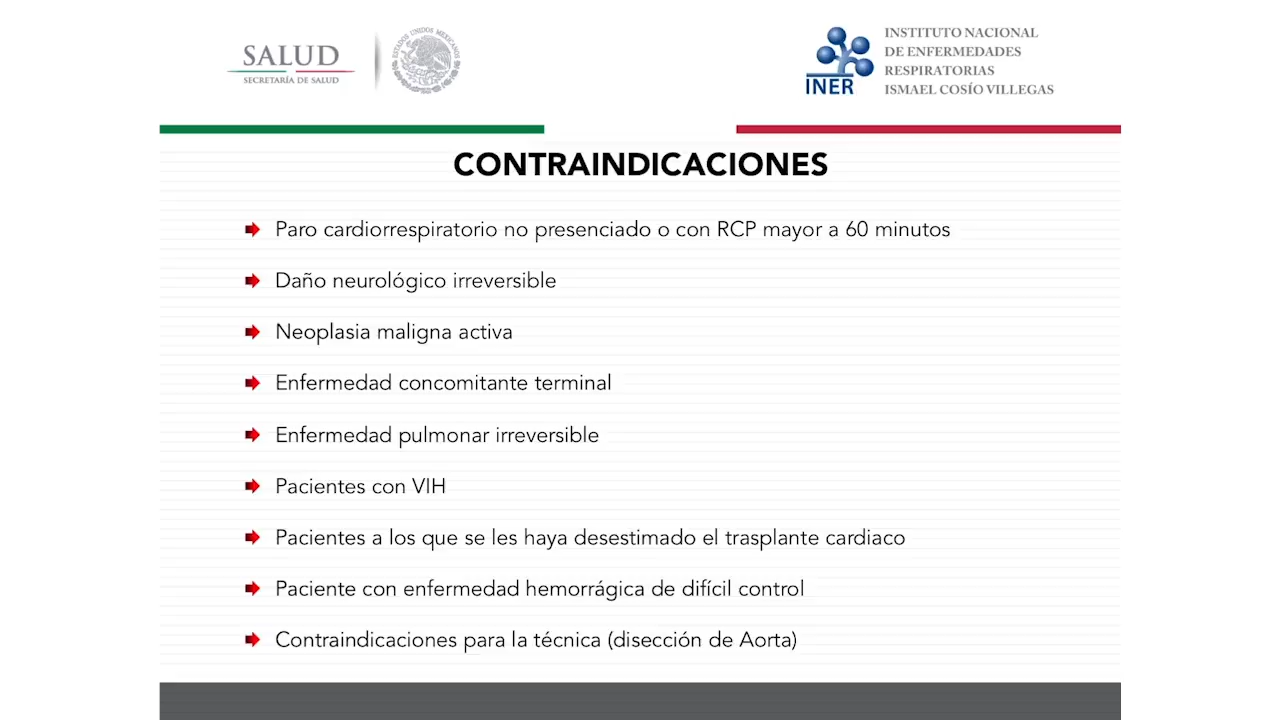 SALUD
SECRETARÍA DE SALUD
ESTADOS UNIDOS MEXICANOS
INER
INSTITUTO NACIONAL
DE ENFERMEDADES
RESPIRATORIAS
ISMAEL COSÍO VILLEGAS
CONTRAINDICACIONES
Paro cardiorrespiratorio no presenciado o con RCP mayor a 60 minutos
Daño neurológico irreversible
Neoplasia maligna activa
Enfermedad concomitante terminal
Enfermedad pulmonar irreversible
Pacientes con VIH
Pacientes a los que se les haya desestimado el trasplante cardiaco
Paciente con enfermedad hemorrágica de difícil control
Contraindicaciones para la técnica (disección de Aorta)